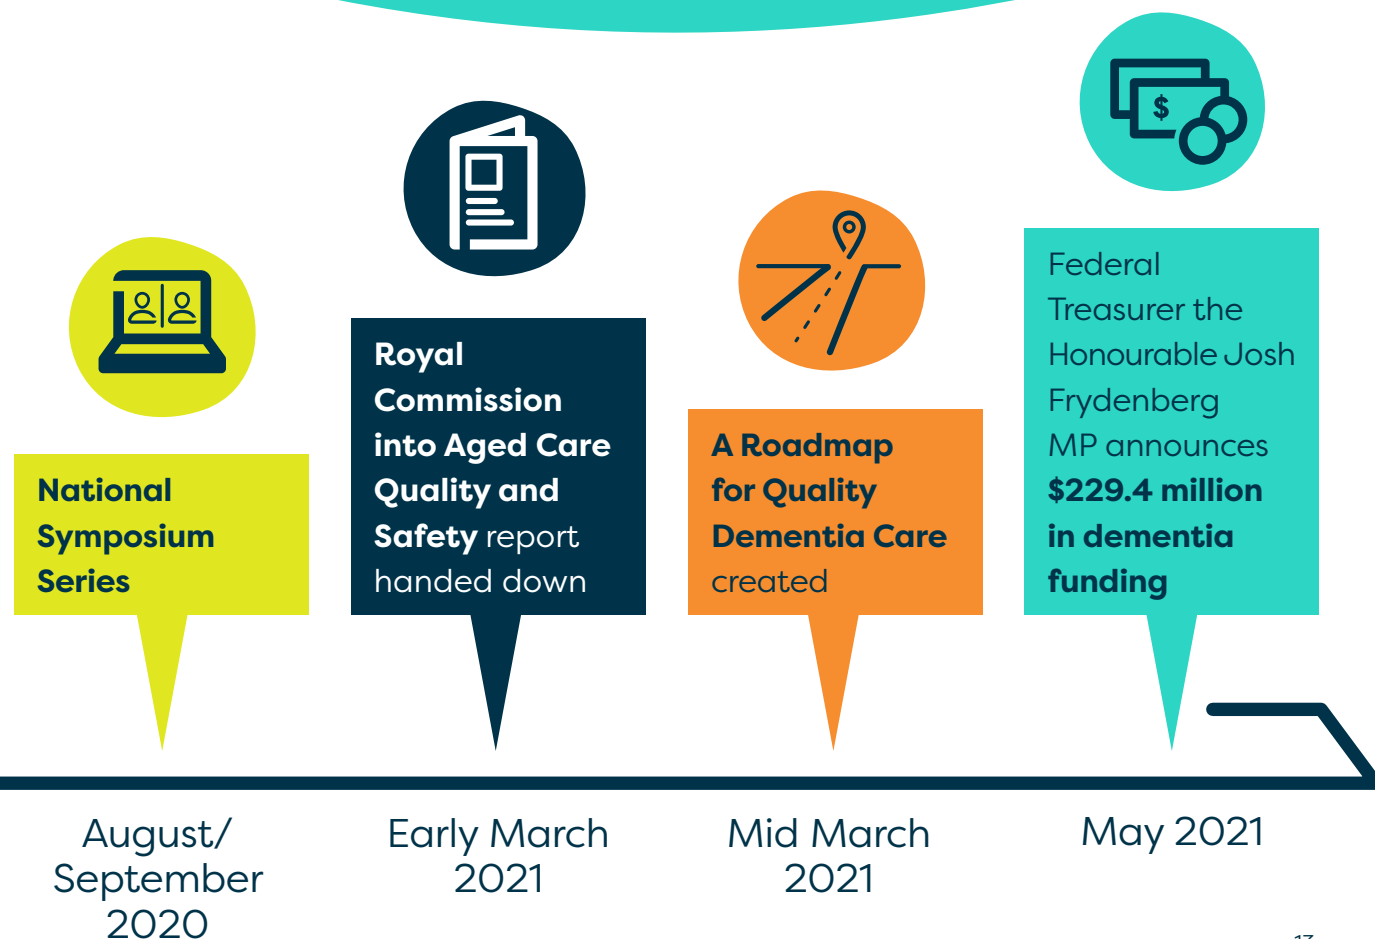 National
Symposium
Series
Royal
Commission
into Aged Care
Quality and
Safety report
handed down
A Roadmap
for Quality
Dementia Care
created
$
Federal
Treasurer the
Honourable Josh
Frydenberg
MP announces
$229.4 million
in dementia
funding
August/
September
2020
Early March
2021
Mid March
2021
May 2021